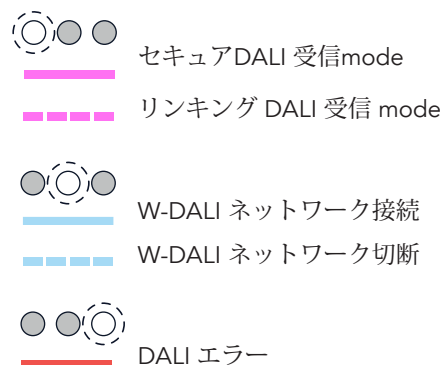 セキュアDALI 受信mode
リンキング DALI 受信 mode
W-DALI ネットワーク接続
W-DALI ネットワーク切断
DALI エラー